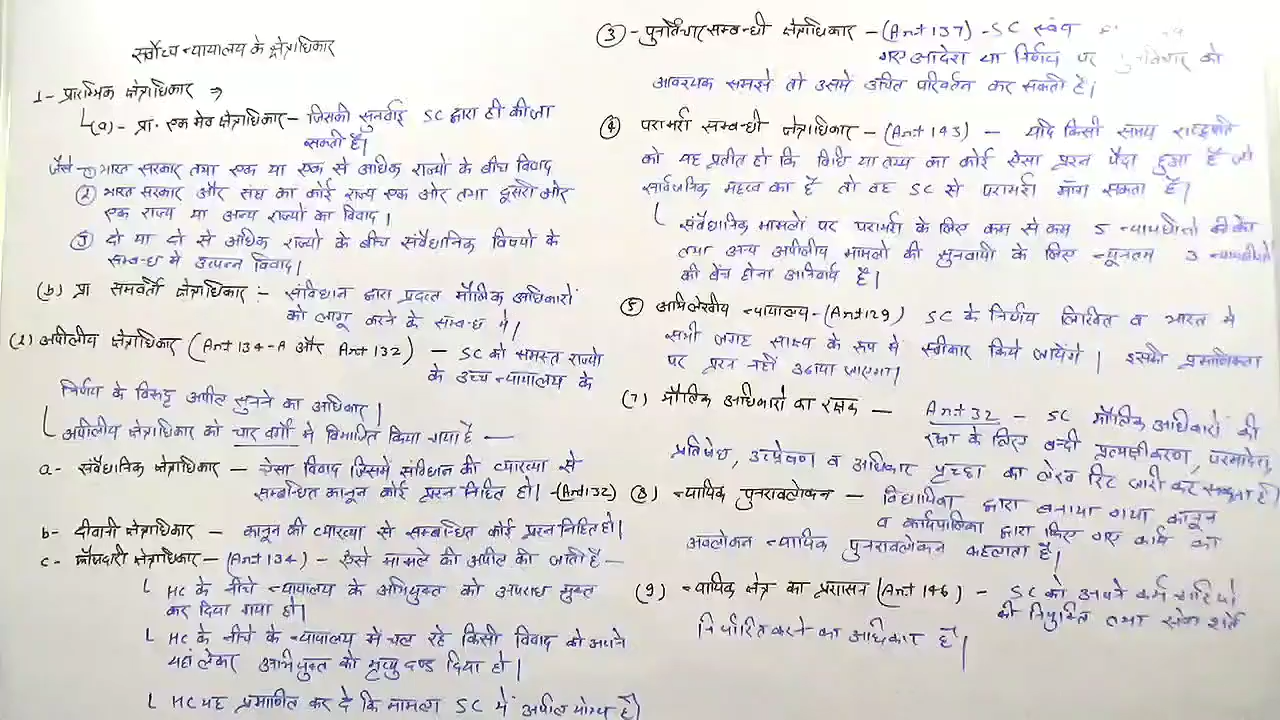 सर्वोच्च न्यायालय के क्षेत्राधिकार
1- प्रारम्भिक क्षेत्राधिकार ⇒
(a)- प्रा. एक मेव क्षेत्राधिकार - जिसकी सुनवाई SC द्वारा ही की जा
सकती है|
जैसे - ① भारत सरकार तथा एक या एक से अधिक राज्यों के बीच विवाद
② भारत सरकार और संघ का कोई राज्य एक ओर तथा दूसरी ओर
एक राज्य या अन्य राज्यों का विवाद|
③ दो या दो से अधिक राज्यों के बीच संवैधानिक विषयों के
सम्बन्ध मे उत्पन्न विवाद|
(b) प्रा समवर्ती क्षेत्राधिकार :- संविधान द्वारा प्रदत्त मौलिक अधिकारों
को लागू करने के सम्बन्ध मे|
(2) अपीलीय क्षेत्राधिकार (Art 134-A और Art 132) - SC को समस्त राज्यो
के उच्च न्यायालय के
निर्णय के विरुद्ध अपील सुनने का अधिकार|
अपीलीय क्षेत्राधिकार को चार वर्गों मे विभाजित किया गया है —
a- संवैधानिक क्षेत्राधिकार - ऐसा विवाद जिसमें संविधान की व्याख्या से
सम्बन्धित कानून कोई प्रश्न निहित हो| -(Art 132)
b- दीवानी क्षेत्राधिकार - कानून की व्याख्या से सम्बन्धित कोई प्रश्न निहित हो|
c- फौजदारी क्षेत्राधिकार - (Art 134) - ऐसे मामले की अपील की जाती है —
HC के नीचे न्यायालय के अभियुक्त को अपराध मुक्त
कर दिया गया हो|
HC के नीचे के न्यायालय मे चल रहे किसी विवाद को अपने
यहां लेकर अभियुक्त को मृत्यु दण्ड दिया हो|
HC यह प्रमाणित कर दे कि मामला SC में अपील योग्य है|
③ - पुनर्विचार सम्बन्धी क्षेत्राधिकार - (Art 137) - SC स्वंय
गए आदेश या निर्णय पर पुनर्विचार को
आवश्यक समझे तो उसमें उचित परिवर्तन कर सकती है|
④ परामर्श सम्बन्धी क्षेत्राधिकार - (Art 143) - यदि किसी समय राष्ट्रपति
को यह प्रतीत हो कि विधि या तथ्य का कोई ऐसा प्रश्न पैदा हुआ है जो
सार्वजनिक महत्व का है तो वह SC से परामर्श माँग सकता है|
संवैधानिक मामलों पर परामर्श के लिए कम से कम 5 न्यायधीशो की बेंच
तथा अन्य अपीलीय मामलो की सुनवायी के लिए न्यूनतम 3 न्यायधीशो
की बेंच होना अनिवार्य है|
⑤ अभिलेखीय न्यायालय - (Art 129) SC के निर्णय लिखित व भारत मे
सभी जगह साक्ष्य के रूप मे स्वीकार किये जायेंगे| इसकी प्रमाणिकता
पर प्रश्न नहीं उठाया जाएगा|
(7) मौलिक अधिकारों का रक्षक — Art 32 - SC मौलिक अधिकारों की
रक्षा के लिए बन्दी प्रत्यक्षीकरण, परमादेश,
प्रतिषेध, उत्प्रेषण व अधिकार पृच्छा का लेख रिट जारी कर सकता है|
(8) न्यायिक पुनरावलोकन - विधायिका द्वारा बनाया गया कानून
व कार्यपालिका द्वारा किए गए कार्य का
अवलोकन न्यायिक पुनरावलोकन कहलाता है|
(9) न्यायिक क्षेत्र का प्रशासन (Art 146) - SC को अपने कर्मचारियों
की नियुक्ति तथा सेवा शर्ते
निर्धारित करने का अधिकार है|